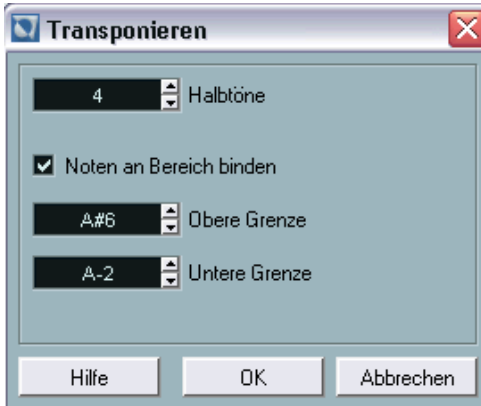 Transponieren
4 Halbtöne
Noten an Bereich binden
A#6 Obere Grenze
A-2 Untere Grenze
Hilfe OK Abbrechen